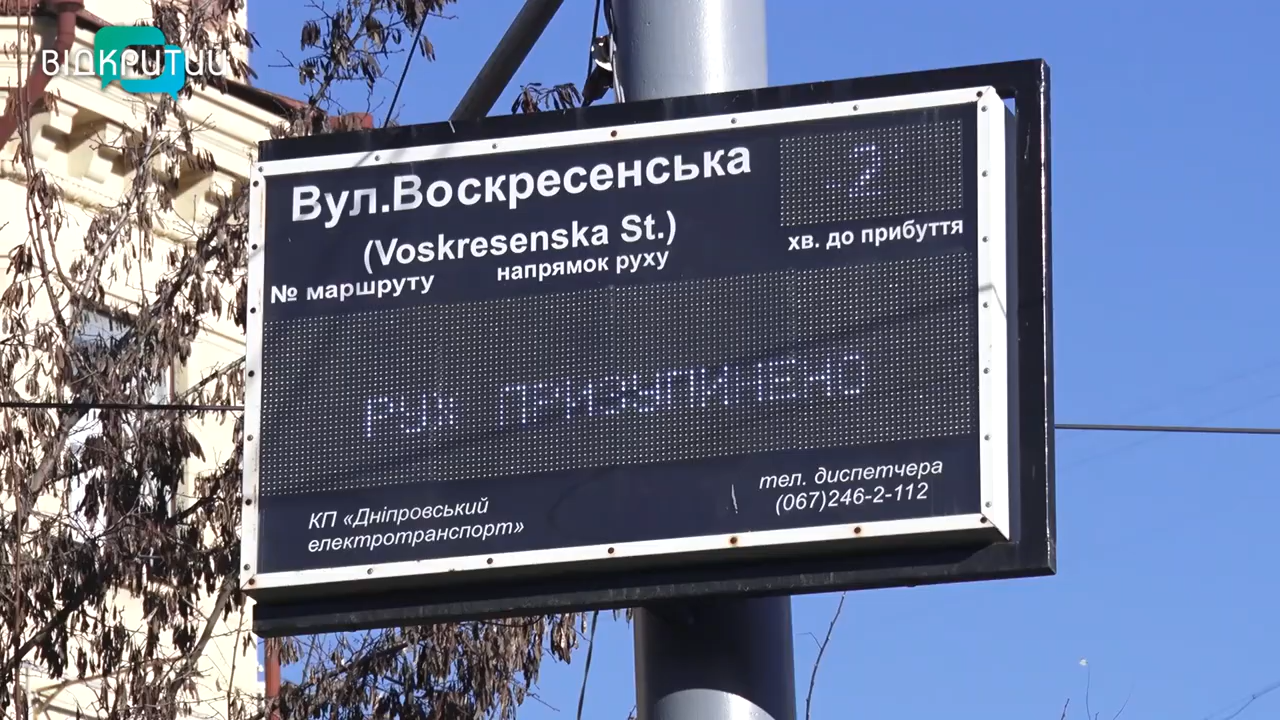 ВІДКРИТИЙ
Вул.Воскресенська
(Voskresenska St.)
-2
хв. до прибуття
№ маршруту
напрямок руху
РУХ ПРИЗУПИНЕНО
КП «Дніпровський
електротранспорт»
тел. диспетчера
(067)246-2-112